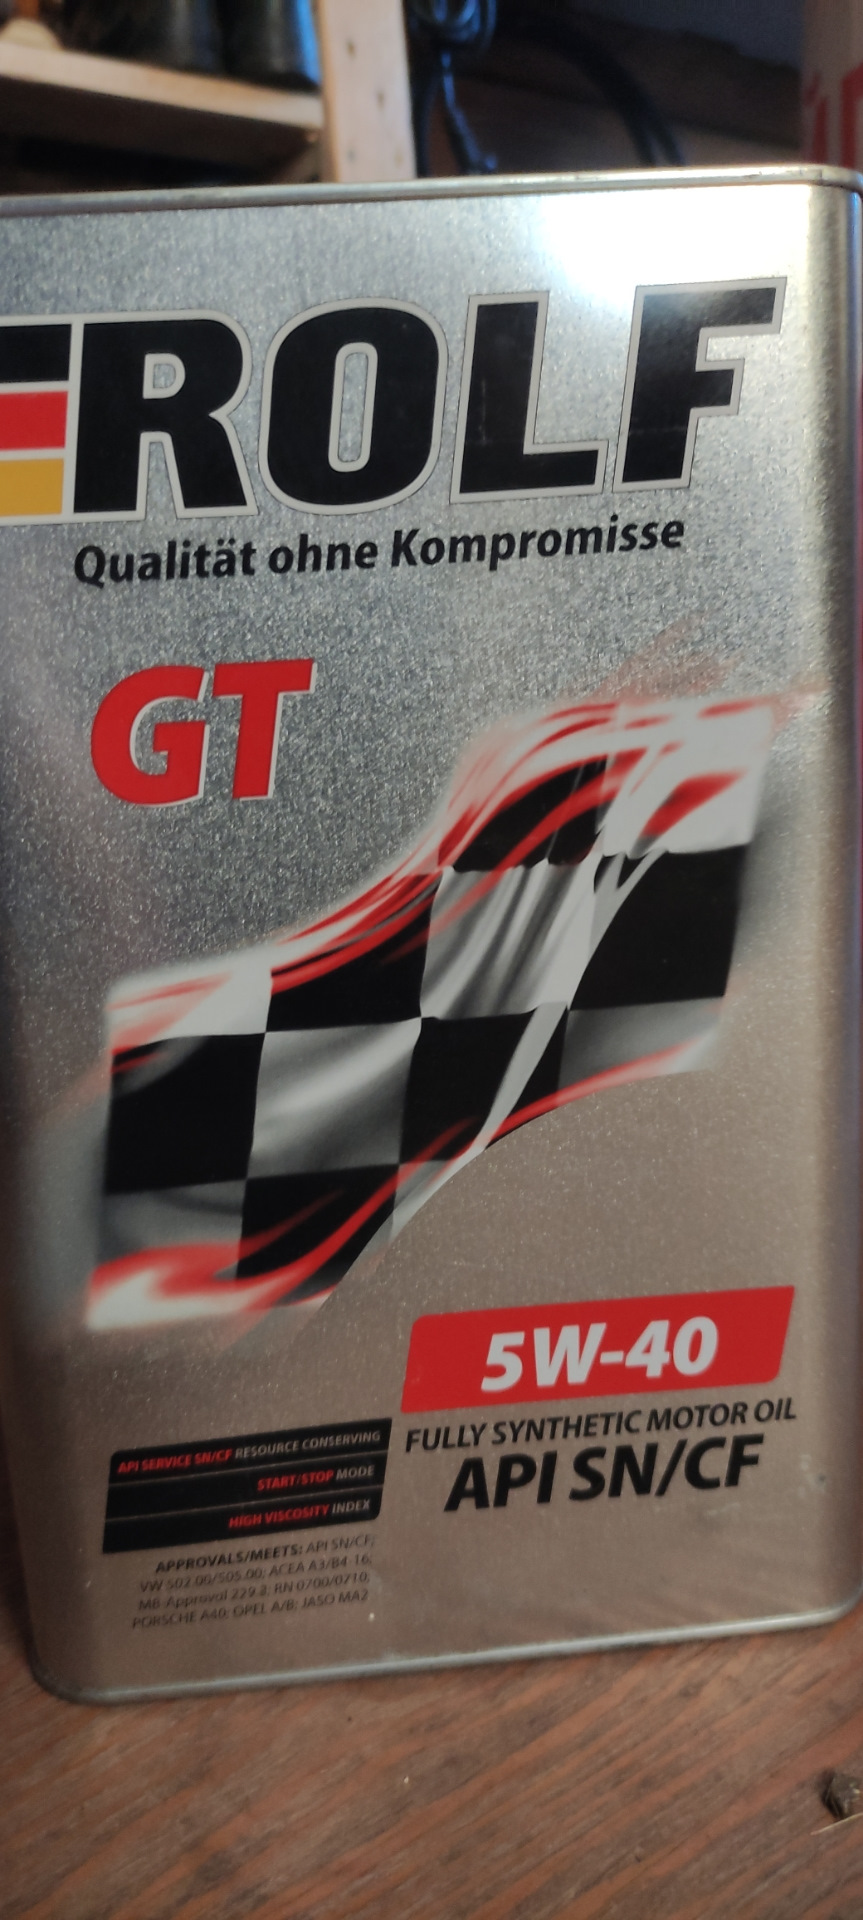 ROLF
Qualität ohne Kompromisse
GT
5W-40
FULLY SYNTHETIC MOTOR OIL
API SN/CF
API SERVICE SN/CF RESOURCE CONSERVING
START/STOP MODE
HIGH VISCOSITY INDEX
APPROVALS/MEETS: API SN/CF;
VW 502.00/505.00; ACEA A3/B4-16;
MB-Approval 229.3; RN 0700/0710;
PORSCHE A40; OPEL A/B; JASO MA2